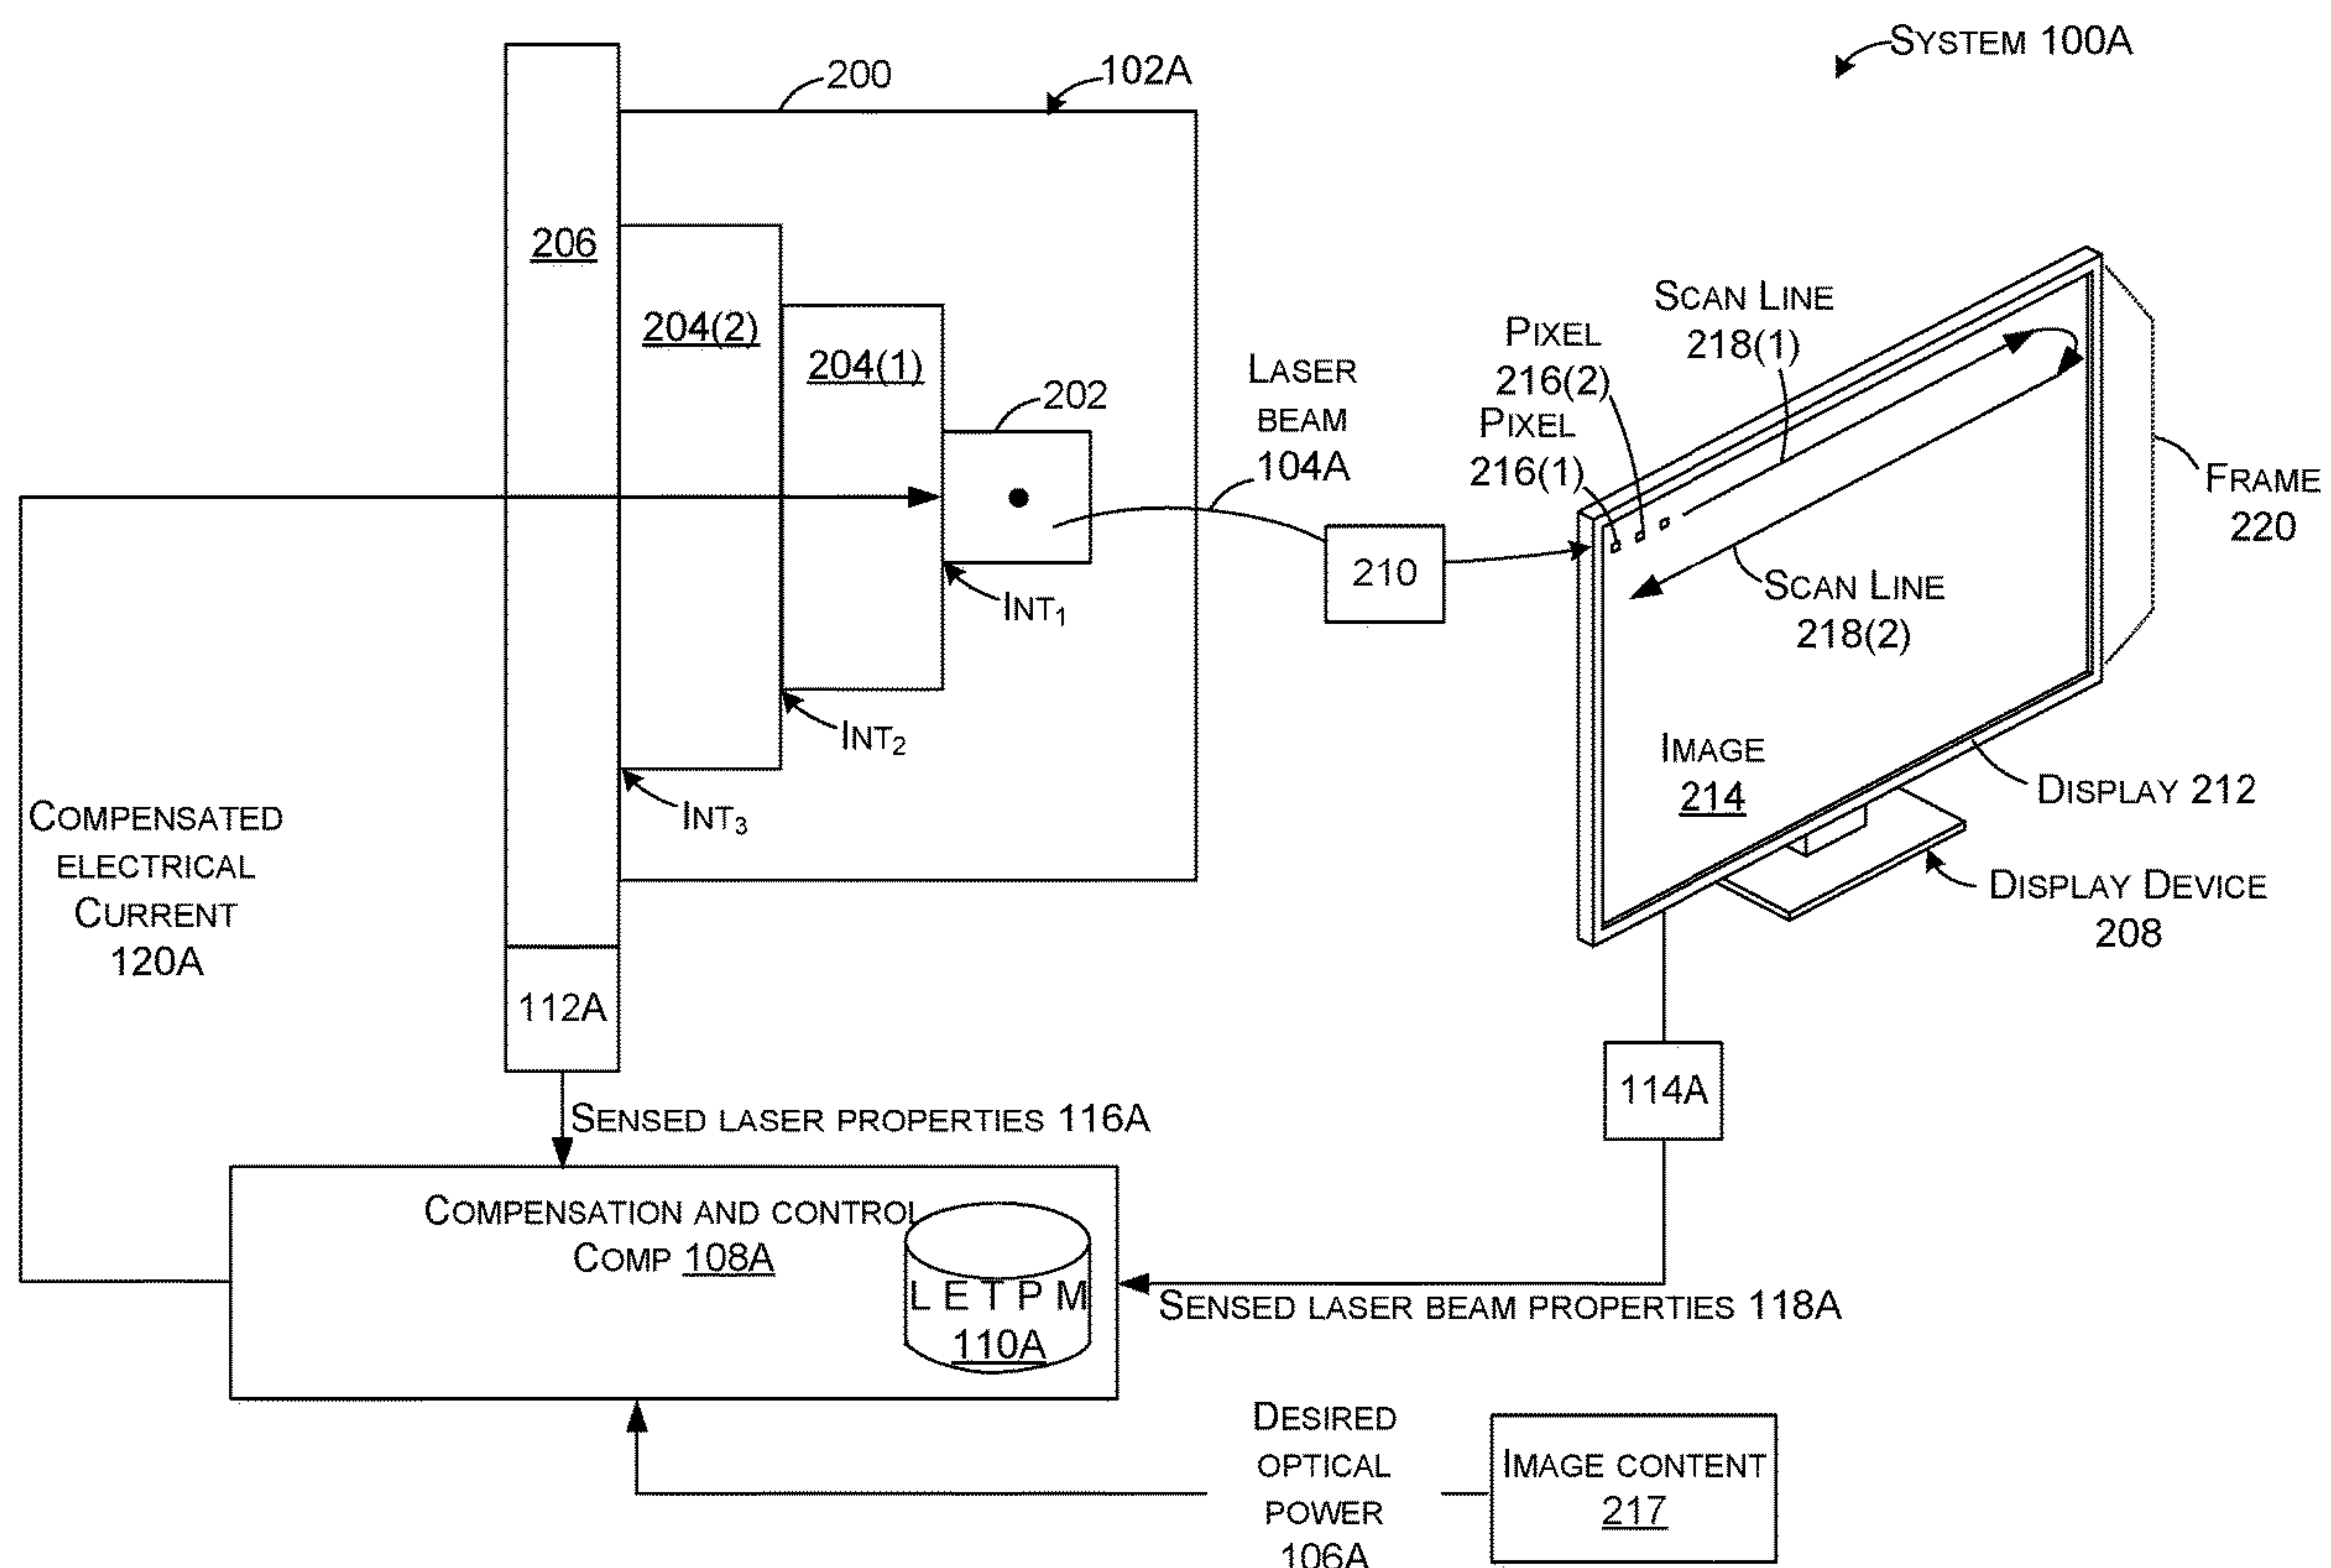 SYSTEM 100A
200
102A
206
204(2)
204(1)
202
LASER
BEAM
104A
210
PIXEL
216(2)
PIXEL
216(1)
SCAN LINE
218(1)
SCAN LINE
218(2)
FRAME
220
INT1
INT2
INT3
IMAGE
214
DISPLAY 212
DISPLAY DEVICE
208
COMPENSATED
ELECTRICAL
CURRENT
120A
112A
114A
SENSED LASER PROPERTIES 116A
COMPENSATION AND CONTROL
COMP 108A
L E T P M
110A
SENSED LASER BEAM PROPERTIES 118A
DESIRED
OPTICAL
POWER
106A
IMAGE CONTENT
217